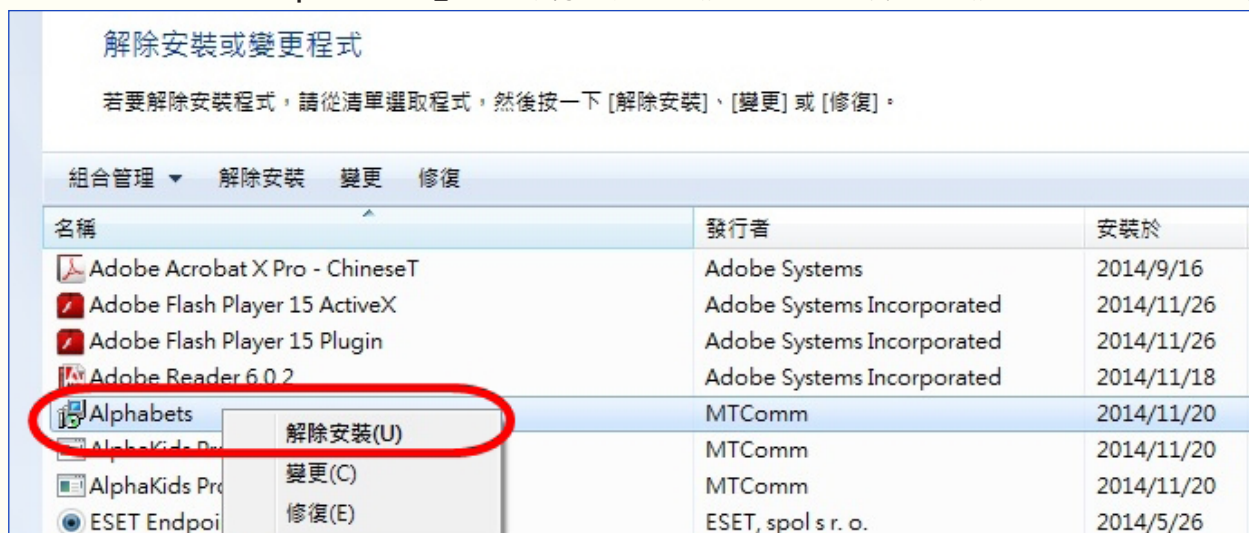 解除安裝或變更程式
若要解除安裝程式，請從清單選取程式，然後按一下 [解除安裝]、[變更] 或 [修復]。
組合管理 解除安裝 變更 修復
名稱 發行者 安裝於
Adobe Acrobat X Pro - ChineseT Adobe Systems 2014/9/16
Adobe Flash Player 15 ActiveX Adobe Systems Incorporated 2014/11/26
Adobe Flash Player 15 Plugin Adobe Systems Incorporated 2014/11/26
Adobe Reader 6.0.2 Adobe Systems Incorporated 2014/11/18
Alphabets MTComm 2014/11/20
解除安裝(U)
AlphaKids Pr MTComm 2014/11/20
變更(C)
AlphaKids Pro MTComm 2014/11/20
修復(E)
ESET Endpoi ESET, spol s r. o. 2014/5/26